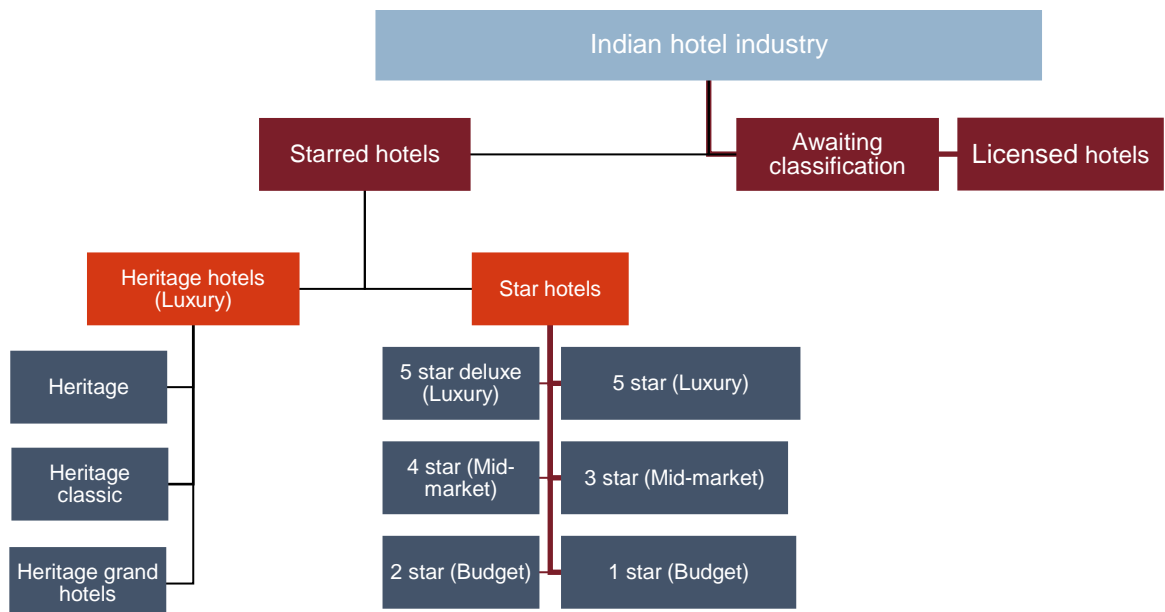 Indian hotel industry
Starred hotels
Awaiting
classification
Licensed hotels
Heritage hotels
(Luxury)
Star hotels
Heritage
5 star deluxe
(Luxury)
5 star (Luxury)
Heritage
classic
4 star (Mid-
market)
3 star (Mid-market)
Heritage grand
hotels
2 star (Budget)
1 star (Budget)